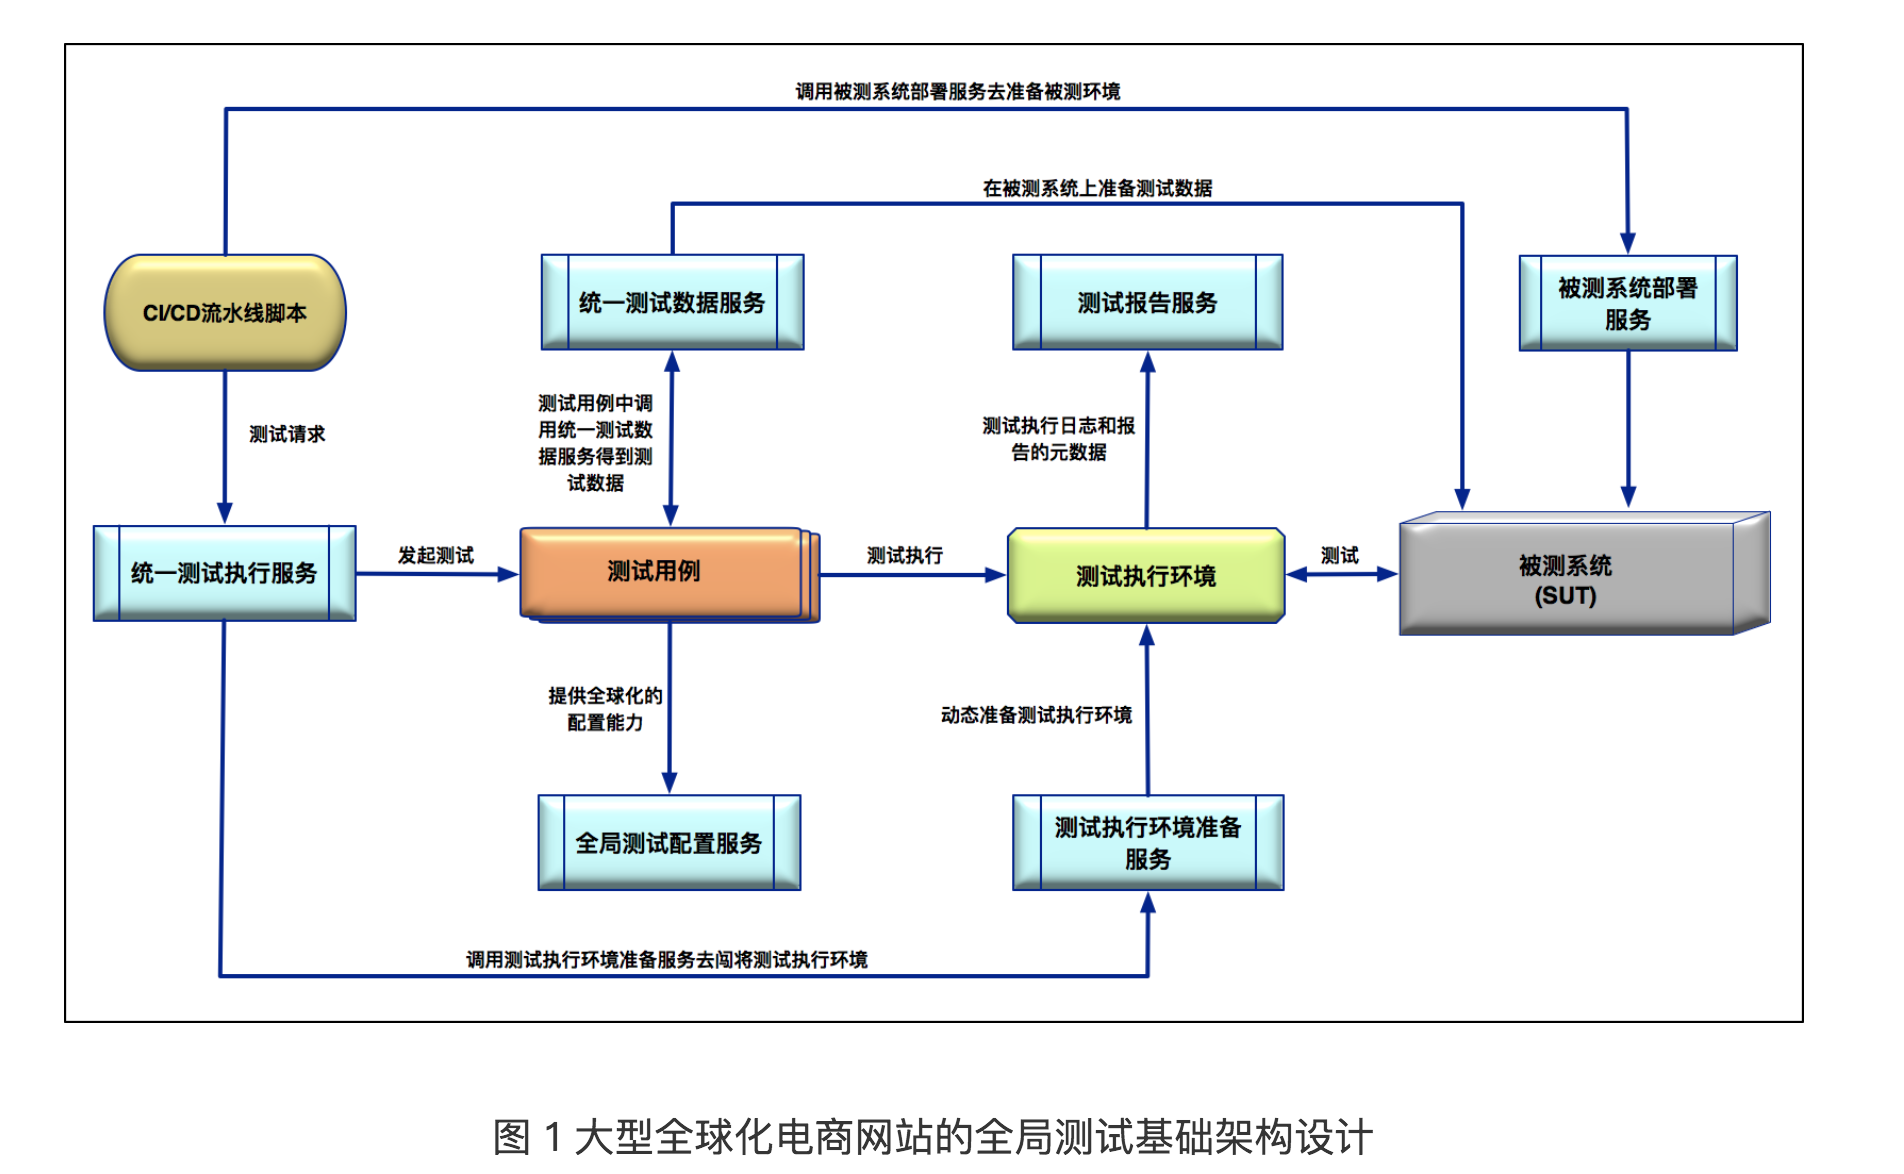 调用被测系统部署服务去准备被测环境
在被测系统上准备测试数据
CI/CD流水线脚本
统一测试数据服务
测试报告服务
被测系统部署
服务
测试请求
测试用例中调
用统一测试数
据服务得到测
试数据
测试执行日志和报
告的元数据
统一测试执行服务
发起测试
测试用例
测试执行
测试执行环境
测试
被测系统
(SUT)
提供全球化的
配置能力
动态准备测试执行环境
全局测试配置服务
测试执行环境准备
服务
调用测试执行环境准备服务去闯将测试执行环境
图 1 大型全球化电商网站的全局测试基础架构设计